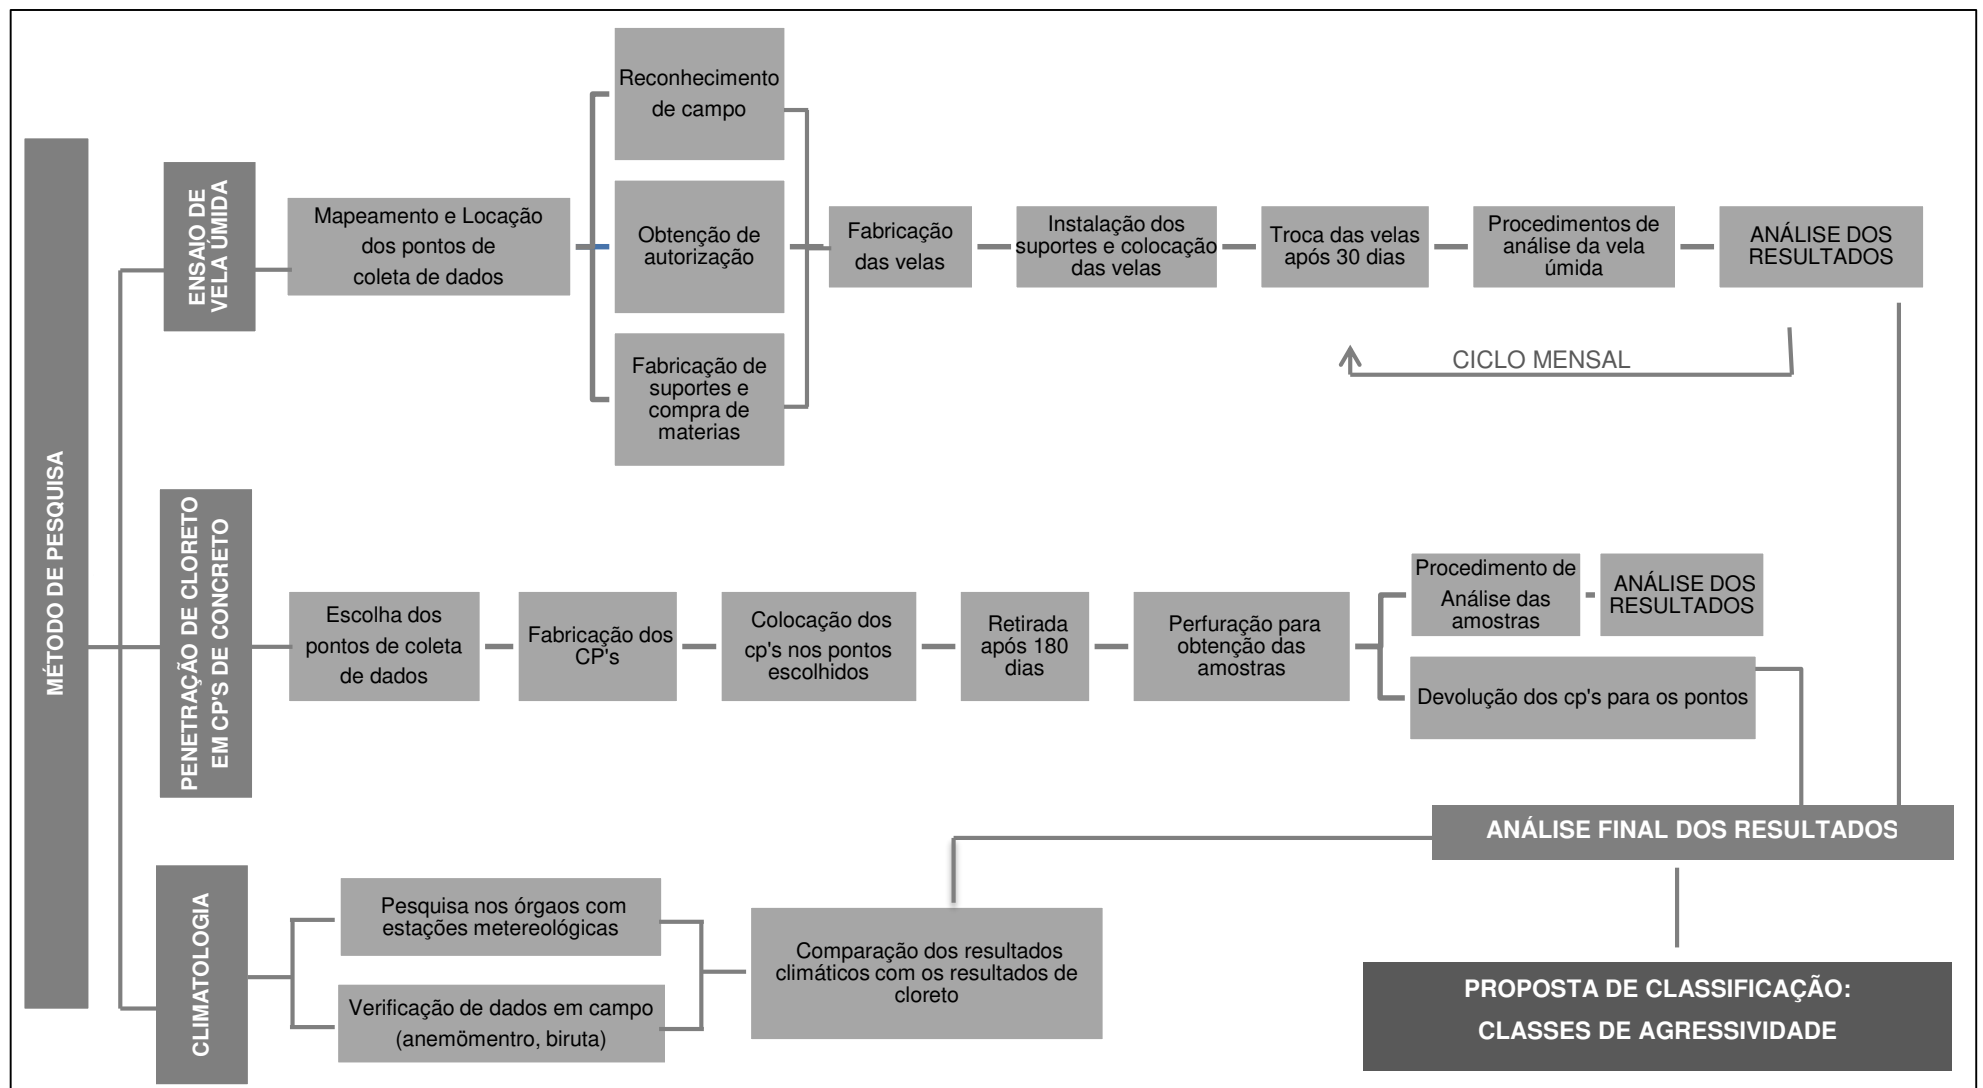 MÉTODO DE PESQUISA
ENSAIO DE
VELA ÚMIDA
Mapeamento e Locação
dos pontos de
coleta de dados
Reconhecimento
de campo
Obtenção de
autorização
Fabricação de
suportes e
compra de
materias
Fabricação
das velas
Instalação dos
suportes e colocação
das velas
Troca das velas
após 30 dias
Procedimentos de
análise da vela
úmida
ANÁLISE DOS
RESULTADOS
CICLO MENSAL
PENETRAÇÃO DE CLORETO
EM CP'S DE CONCRETO
Escolha dos
pontos de coleta
de dados
Fabricação dos
CP's
Colocação dos
cp's nos pontos
escolhidos
Retirada
após 180
dias
Perfuração para
obtenção das
amostras
Procedimento de
Análise das
amostras
ANÁLISE DOS
RESULTADOS
Devolução dos cp's para os pontos
ANÁLISE FINAL DOS RESULTADOS
CLIMATOLOGIA
Pesquisa nos órgaos com
estações metereológicas
Verificação de dados em campo
(anemömentro, biruta)
Comparação dos resultados
climáticos com os resultados de
cloreto
PROPOSTA DE CLASSIFICAÇÃO:
CLASSES DE AGRESSIVIDADE